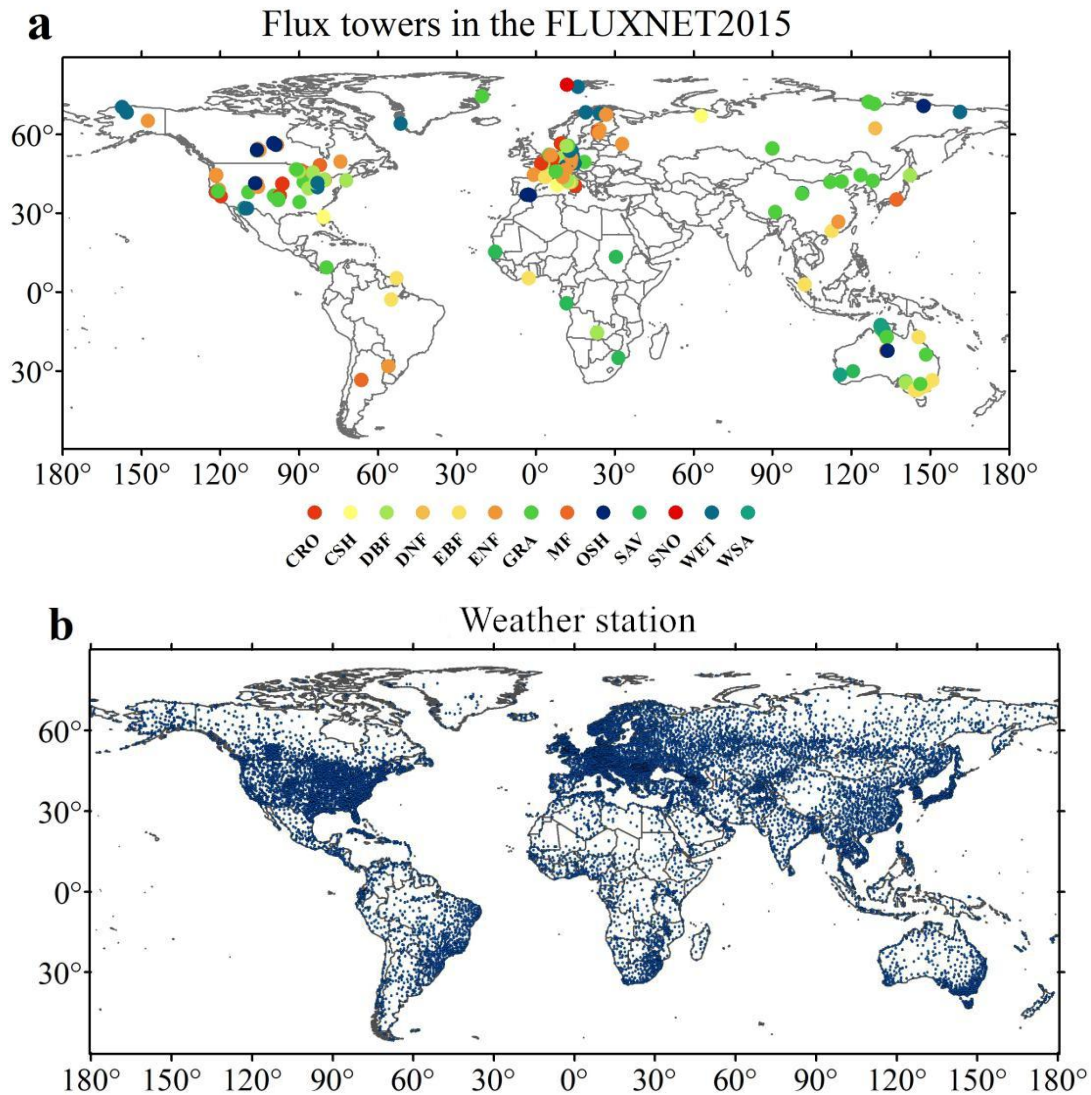 a
Flux towers in the FLUXNET2015
60°
30°
0°
30°
180° 150° 120° 90° 60° 30° 0° 30° 60° 90° 120° 150° 180°
CRO CSH DBF DNF EBF ENF GRA MF OSH SAV SNO WET WSA
b
Weather station
60°
30°
0°
30°
180° 150° 120° 90° 60° 30° 0° 30° 60° 90° 120° 150° 180°